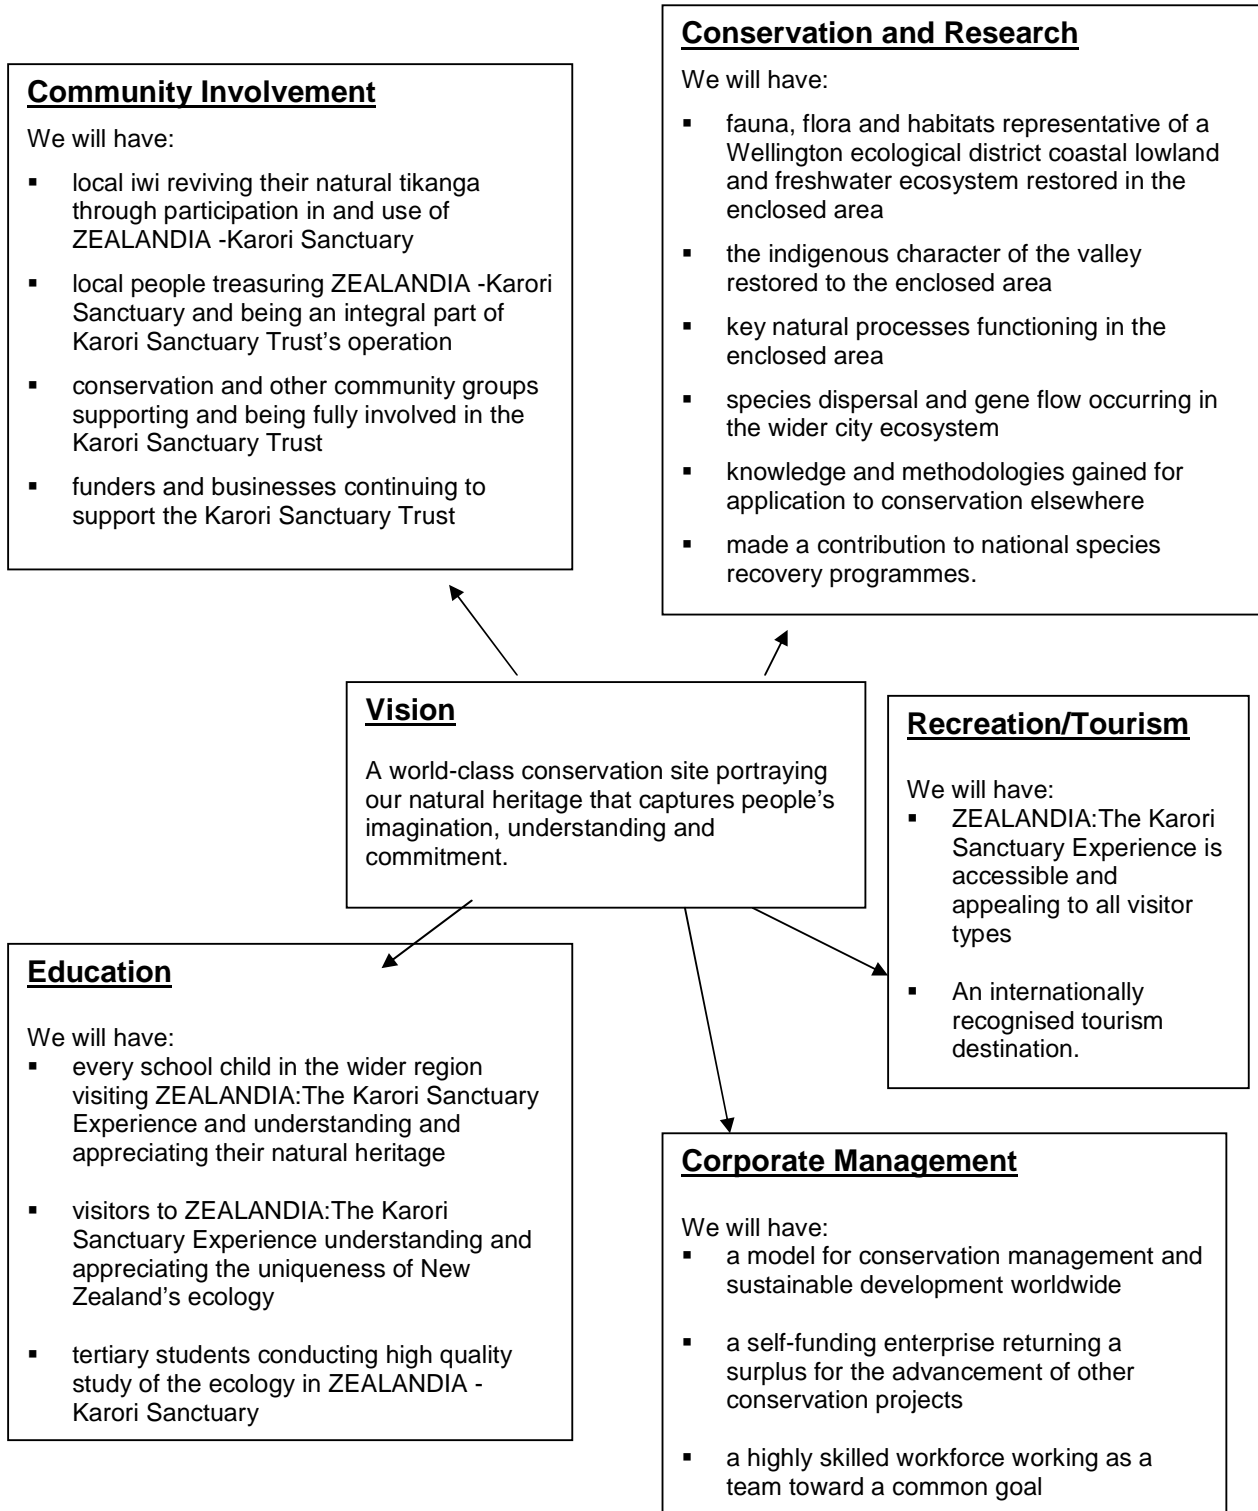 Community Involvement
We will have:
▪ local iwi reviving their natural tikanga
through participation in and use of
ZEALANDIA -Karori Sanctuary
▪ local people treasuring ZEALANDIA -Karori
Sanctuary and being an integral part of
Karori Sanctuary Trust’s operation
▪ conservation and other community groups
supporting and being fully involved in the
Karori Sanctuary Trust
▪ funders and businesses continuing to
support the Karori Sanctuary Trust
Conservation and Research
We will have:
▪ fauna, flora and habitats representative of a
Wellington ecological district coastal lowland
and freshwater ecosystem restored in the
enclosed area
▪ the indigenous character of the valley
restored to the enclosed area
▪ key natural processes functioning in the
enclosed area
▪ species dispersal and gene flow occurring in
the wider city ecosystem
▪ knowledge and methodologies gained for
application to conservation elsewhere
▪ made a contribution to national species
recovery programmes.
Vision
A world-class conservation site portraying
our natural heritage that captures people’s
imagination, understanding and
commitment.
Recreation/Tourism
We will have:
▪ ZEALANDIA:The Karori
Sanctuary Experience is
accessible and
appealing to all visitor
types
▪ An internationally
recognised tourism
destination.
Education
We will have:
▪ every school child in the wider region
visiting ZEALANDIA:The Karori Sanctuary
Experience and understanding and
appreciating their natural heritage
▪ visitors to ZEALANDIA:The Karori
Sanctuary Experience understanding and
appreciating the uniqueness of New
Zealand’s ecology
▪ tertiary students conducting high quality
study of the ecology in ZEALANDIA -
Karori Sanctuary
Corporate Management
We will have:
▪ a model for conservation management and
sustainable development worldwide
▪ a self-funding enterprise returning a
surplus for the advancement of other
conservation projects
▪ a highly skilled workforce working as a
team toward a common goal